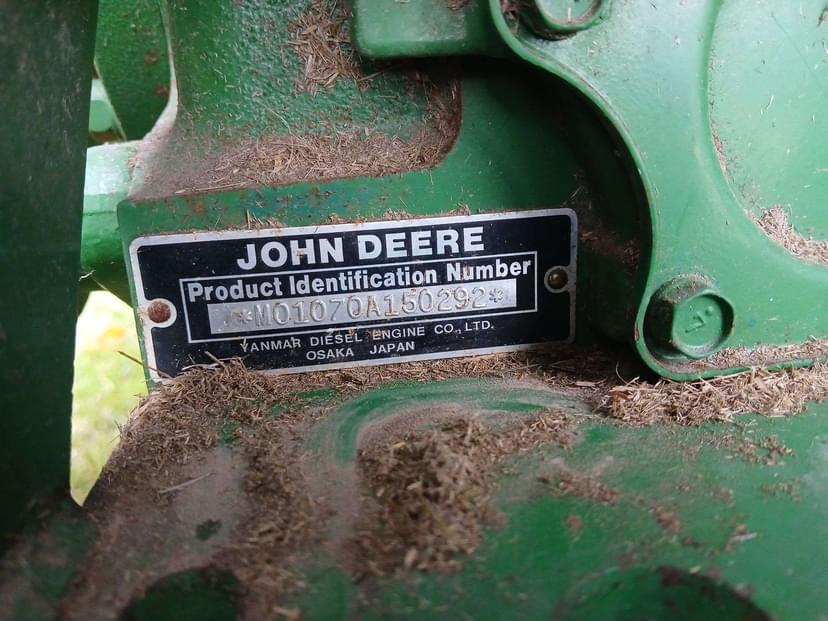 JOHN DEERE
Product Identification Number
*M01070A150292*
YANMAR DIESEL ENGINE CO., LTD.
OSAKA JAPAN